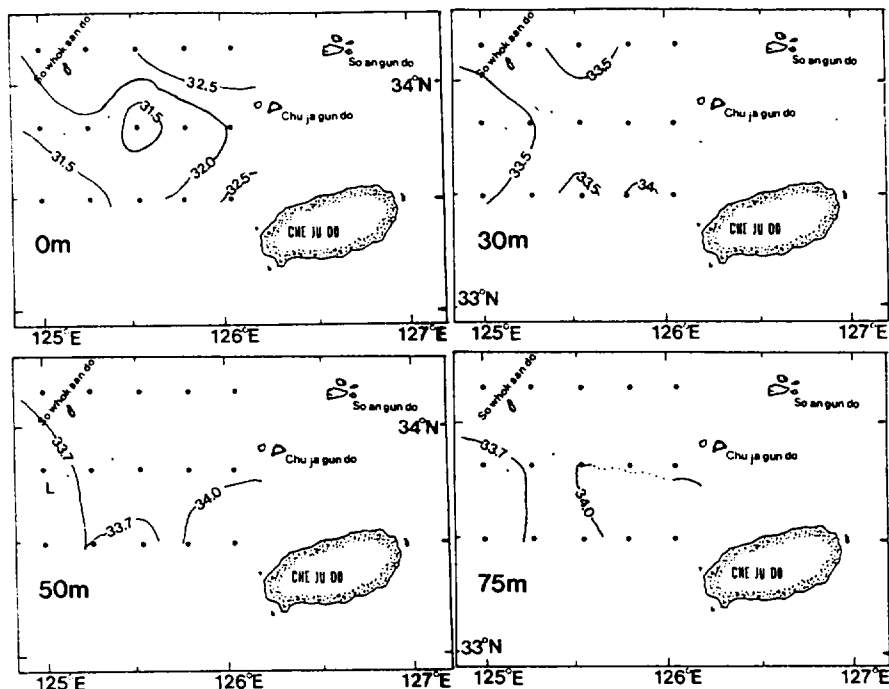 So whok san do
32.5
So an gun do
34°N
31.5
Chu ja gun do
31.5
32.0
32.5
CHE JU DO
0m
125°E
126°E
127°E
So whok san do
33.5
So an gun do
Chu ja gun do
33.5
33.5
34
CHE JU DO
30m
33°N
125°E
126°E
127°E
So whok san do
So an gun do
34°N
33.7
Chu ja gun do
L
34.0
33.7
CHE JU DO
50m
125°E
126°E
127°E
So whok san do
So an gun do
33.7
Chu ja gun do
34.0
CHE JU DO
75m
33°N
125°E
126°E
127°E